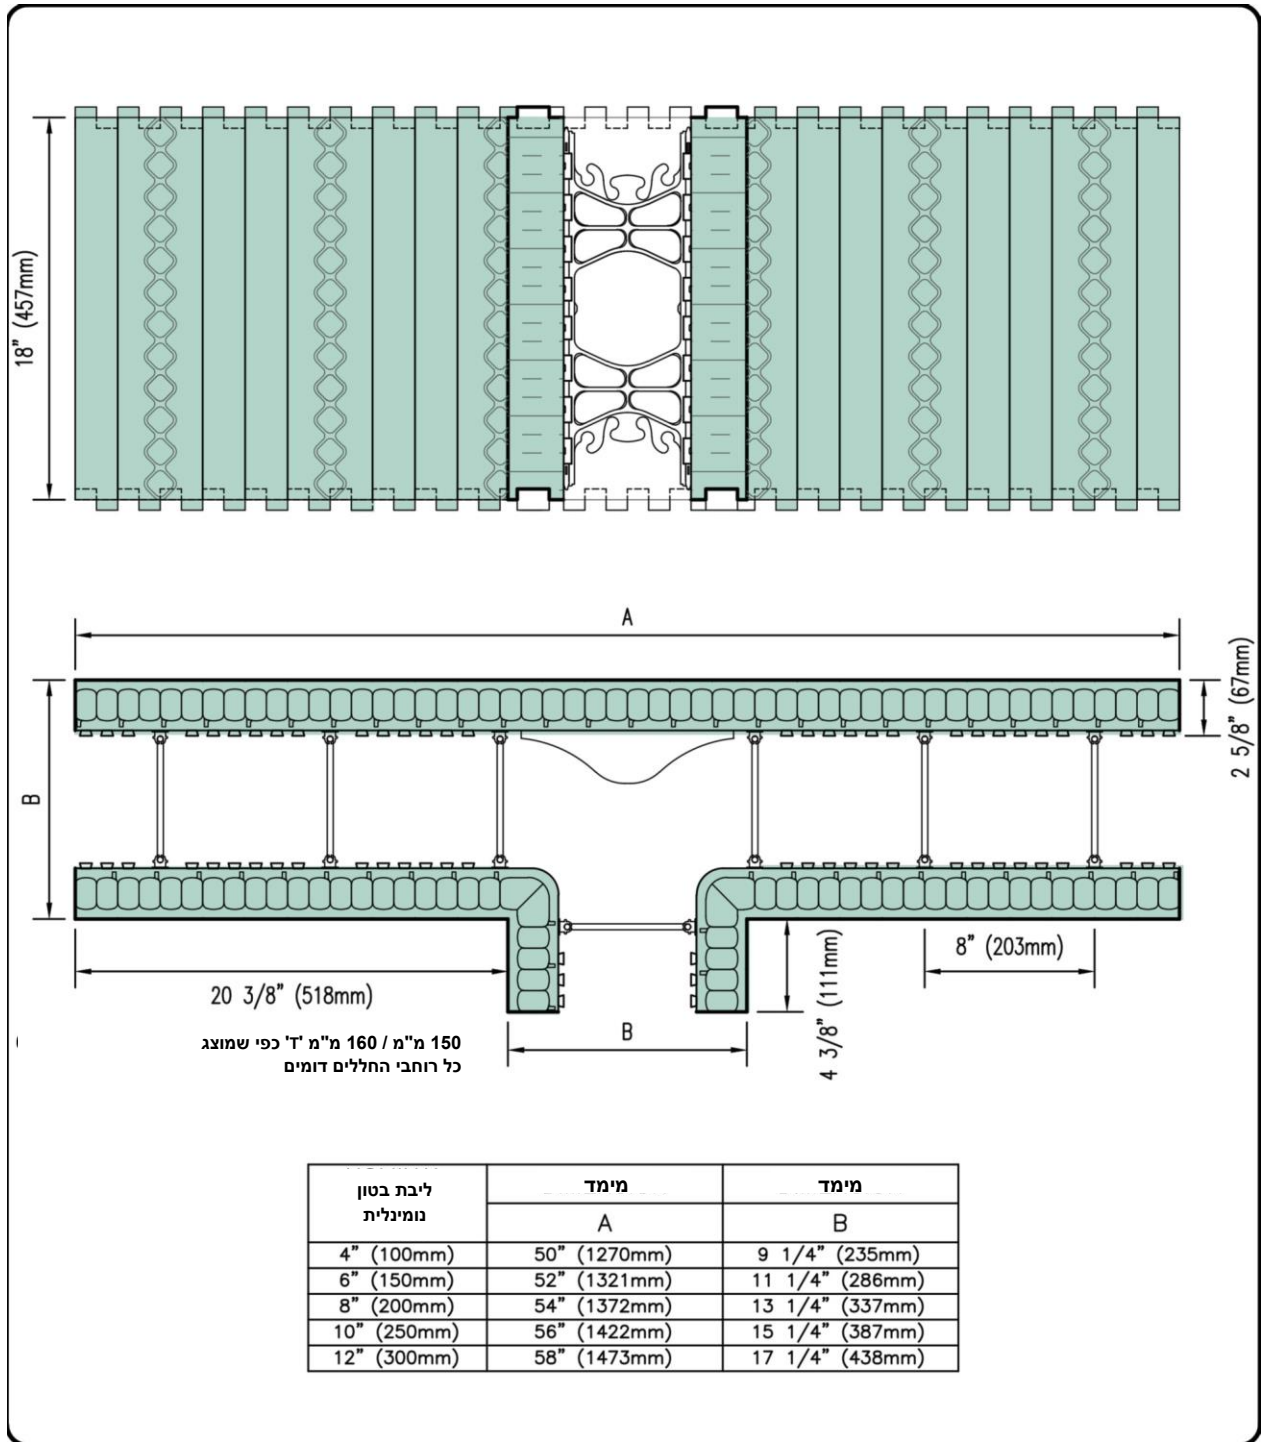 18” (457mm)
A
2 5/8” (67mm)
B
8” (203mm)
20 3/8” (518mm)
4 3/8” (111mm)
B
150 מ"מ / 160 מ"מ 'T' כפי שמוצג
כל רוחבי החללים דומים
ליבת בטון
נומינלית
מימד
מימד
A
B
4” (100mm) 50” (1270mm) 9 1/4” (235mm)
6” (150mm) 52” (1321mm) 11 1/4” (286mm)
8” (200mm) 54” (1372mm) 13 1/4” (337mm)
10” (250mm) 56” (1422mm) 15 1/4” (387mm)
12” (300mm) 58” (1473mm) 17 1/4” (438mm)